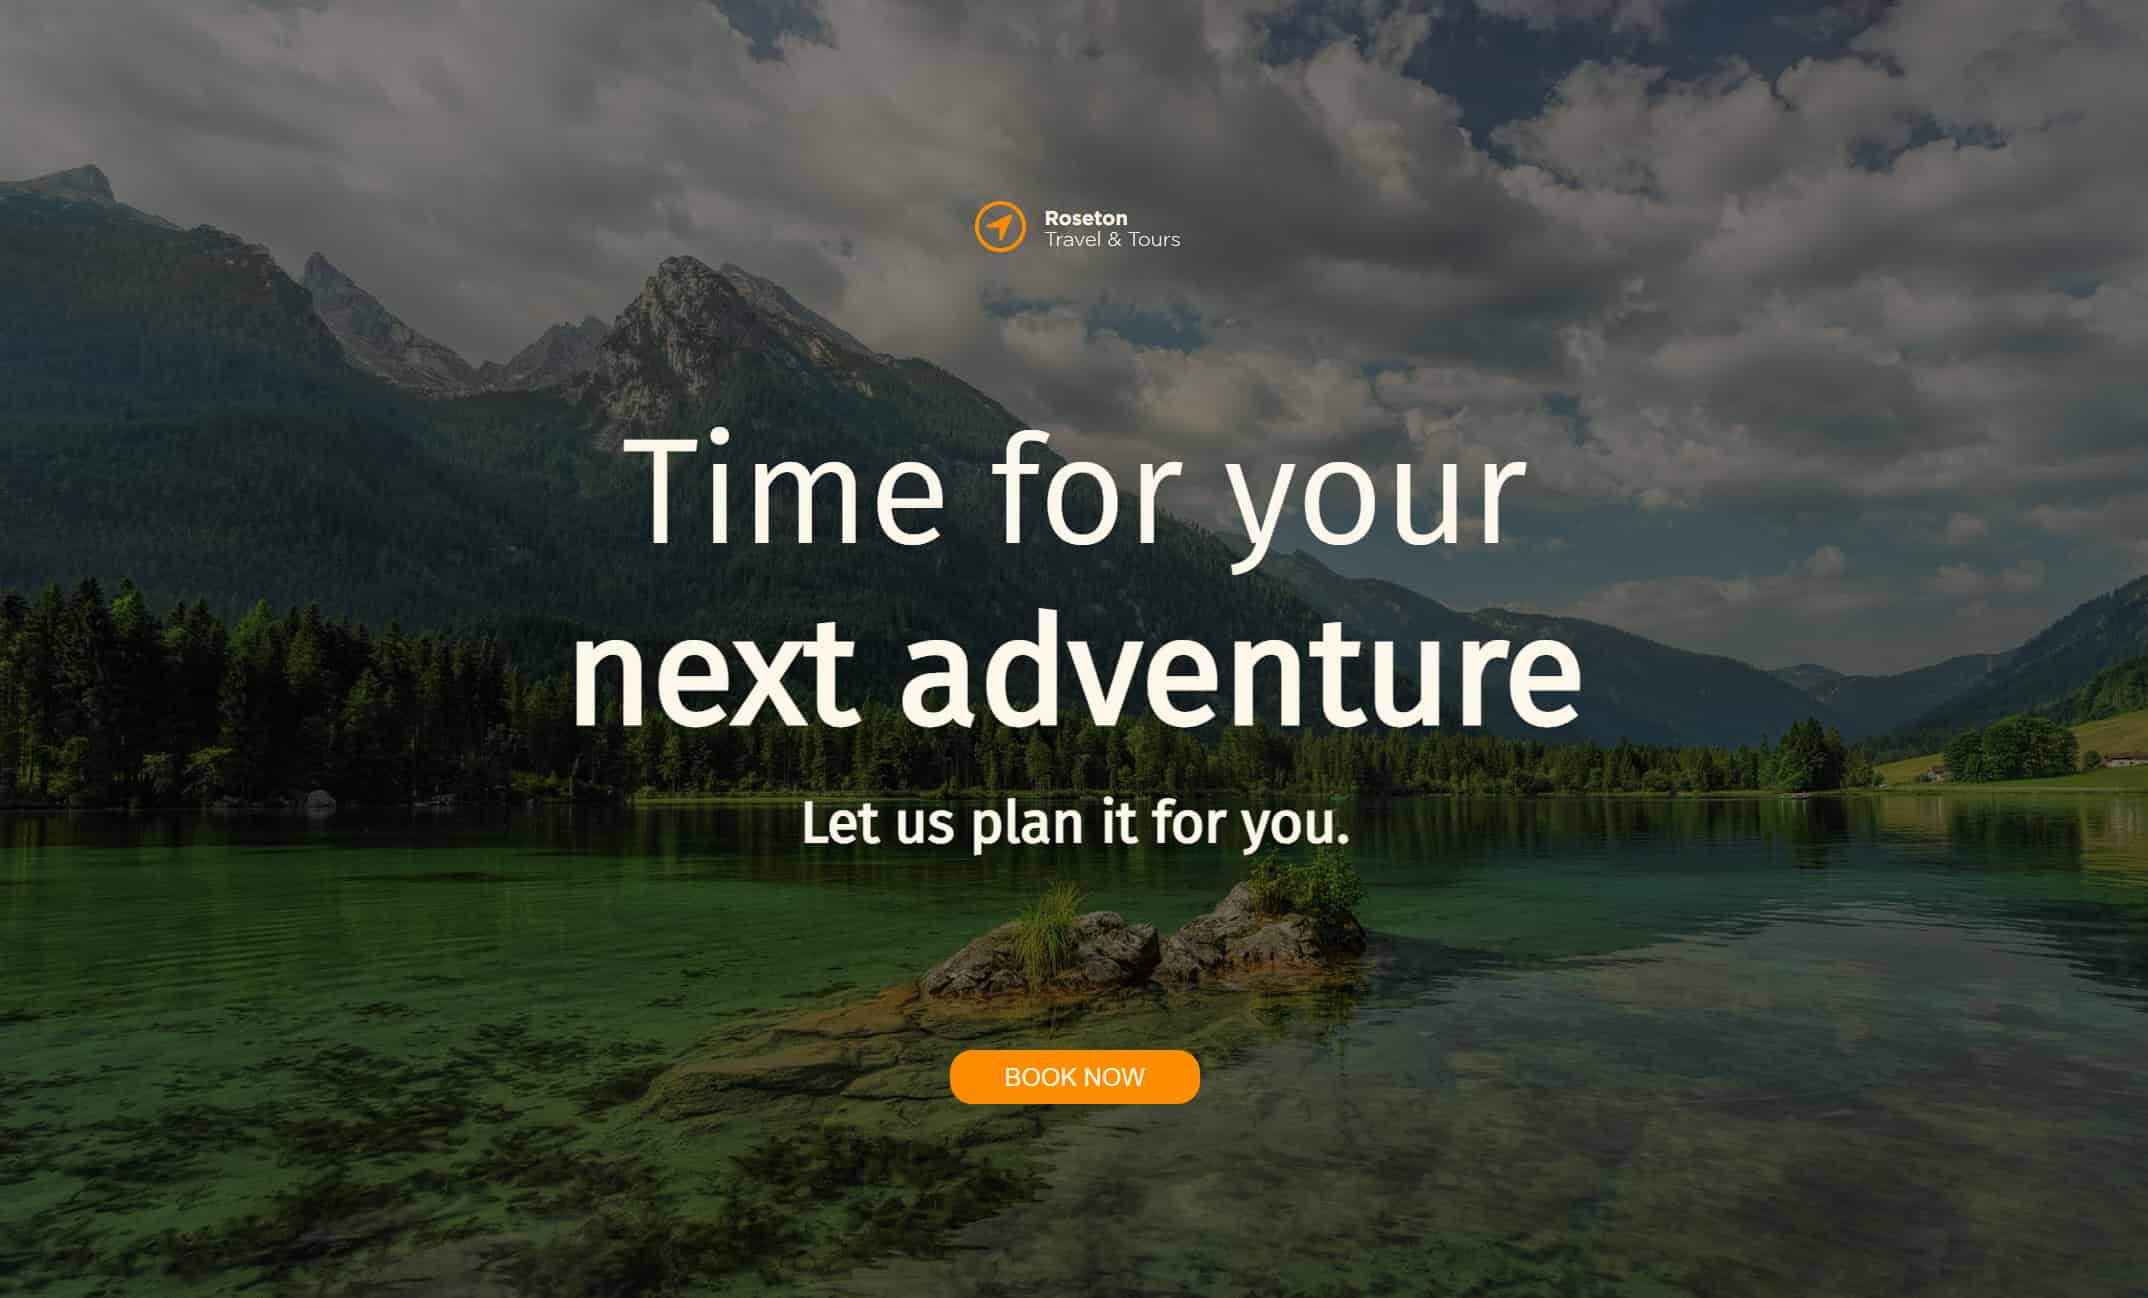 Roseton
Travel & Tours
Time for your
next adventure
Let us plan it for you.
BOOK NOW